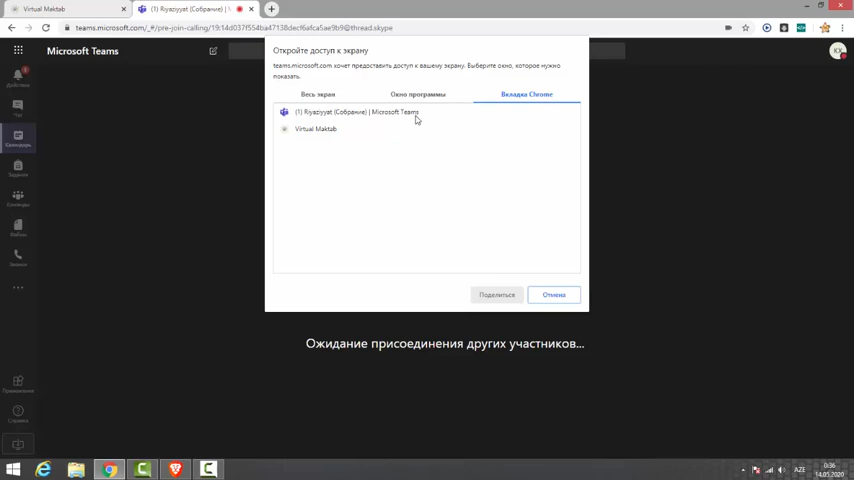 Virtual Maktab
(1) Riyaziyyat (Собрание) |
teams.microsoft.com/_#/pre-join-calling/19:14d037f554ba47138decf6afca5ae9b9@thread.skype
Microsoft Teams
KX
Откройте доступ к экрану
teams.microsoft.com хочет предоставить доступ к вашему экрану. Выберите окно, которое нужно
показать.
Весь экран
Окно программы
Вкладка Chrome
(1) Riyaziyyat (Собрание) | Microsoft Teams
Virtual Maktab
Поделиться
Отмена
Ожидание присоединения других участников...
Действия
Чат
Календарь
Задания
Команды
Файлы
Звонки
Приложения
Справка
AZE
0:36
14.05.2020